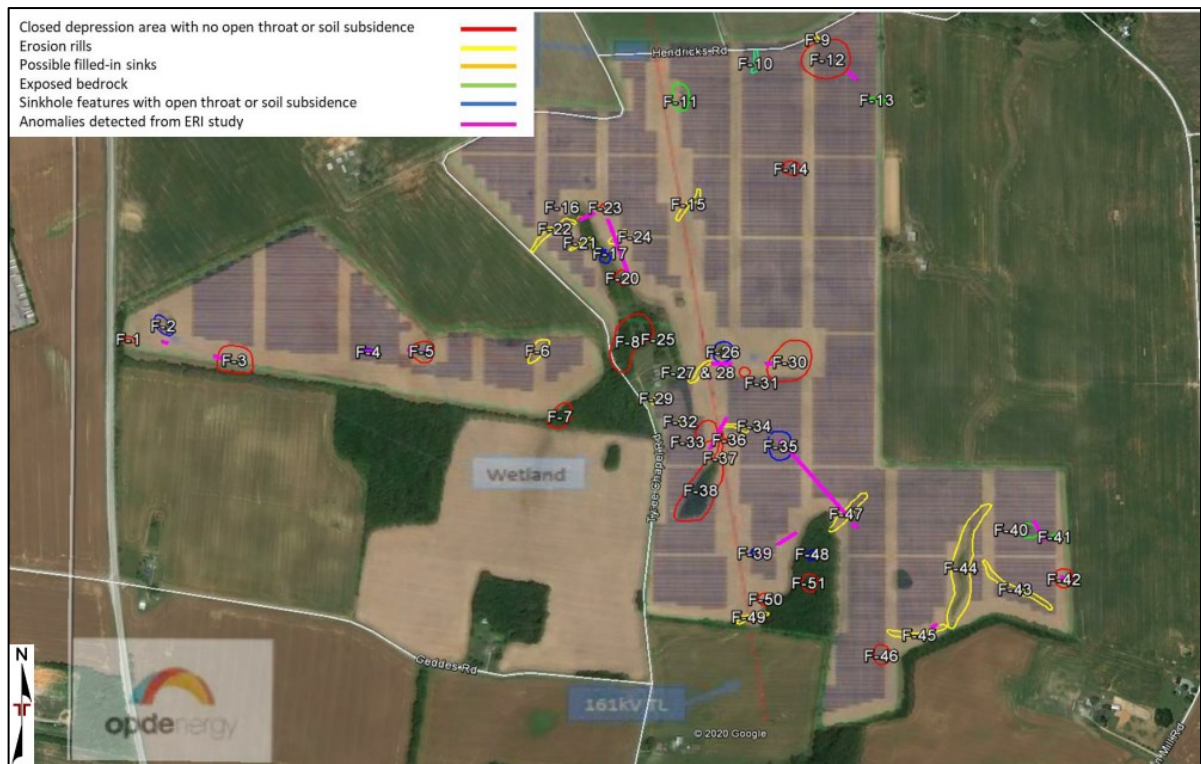 Closed depression area with no open throat or soil subsidence
Erosion rills
Possible filled-in sinks
Exposed bedrock
Sinkhole features with open throat or soil subsidence
Anomalies detected from ERI study
Hendricks Rd
F-9
F-10
F-12
F-11
F-13
F-14
F-15
F-16
F-23
F-22
F-21
F-24
F-17
F-20
F-1
F-2
F-3
F-4
F-5
F-6
F-8
F-25
F-26
F-27 & 28
F-30
F-31
F-7
F-29
F-32
F-33
F-34
F-36
F-35
F-37
F-38
Wetland
F-47
F-39
F-48
F-51
F-50
F-49
F-40
F-41
F-44
F-43
F-42
F-45
F-46
Geddes Rd
161kV TL
N
opdenergy
© 2020 Google